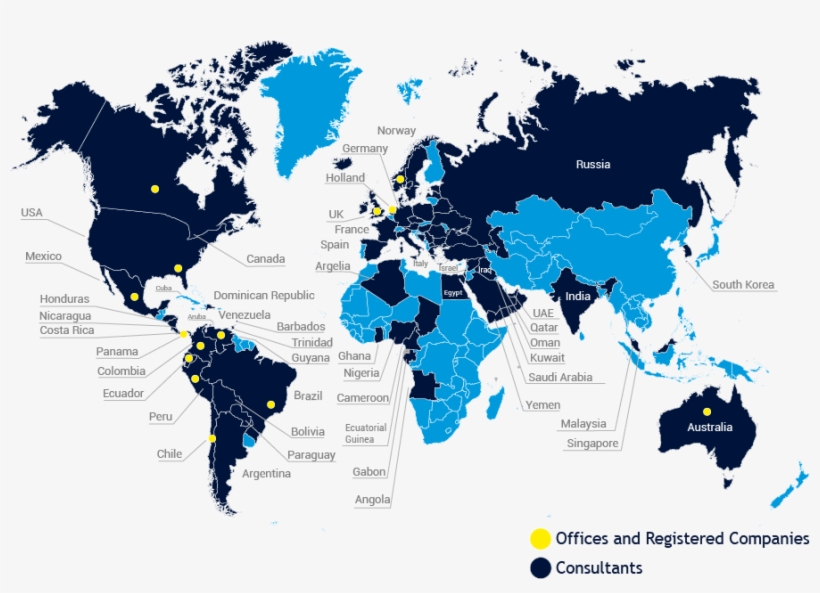 Norway
Germany
Holland
UK
France
Spain
Argelia
Italy
Israel
Iraq
Egypt
Russia
India
South Korea
USA
Mexico
Canada
Cuba
Honduras
Nicaragua
Costa Rica
Dominican Republic
Aruba
Venezuela
Barbados
Trinidad
Guyana
Panama
Colombia
Ecuador
Peru
Chile
Brazil
Bolivia
Paraguay
Argentina
Ghana
Nigeria
Cameroon
Ecuatorial
Guinea
Gabon
Angola
UAE
Qatar
Oman
Kuwait
Saudi Arabia
Yemen
Malaysia
Singapore
Australia
Offices and Registered Companies
Consultants